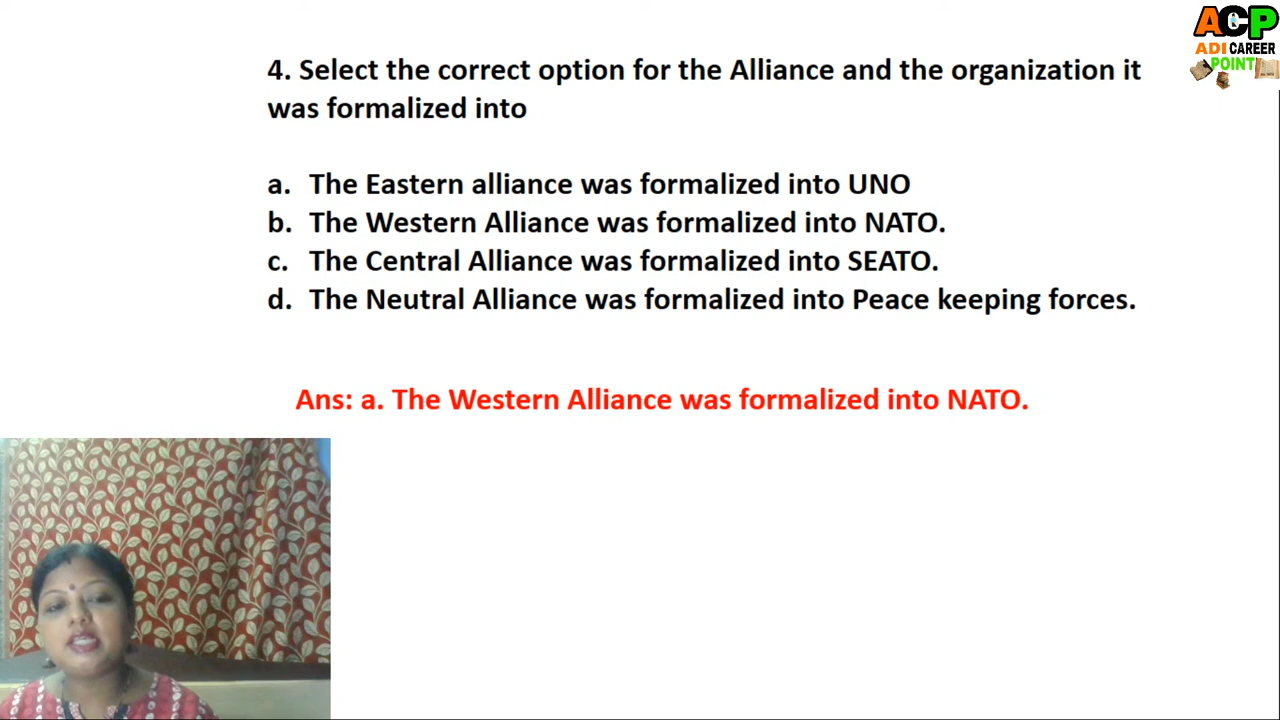 ACP
ADI CAREER
POINT
4. Select the correct option for the Alliance and the organization it
was formalized into
a. The Eastern alliance was formalized into UNO
b. The Western Alliance was formalized into NATO.
c. The Central Alliance was formalized into SEATO.
d. The Neutral Alliance was formalized into Peace keeping forces.
Ans: a. The Western Alliance was formalized into NATO.